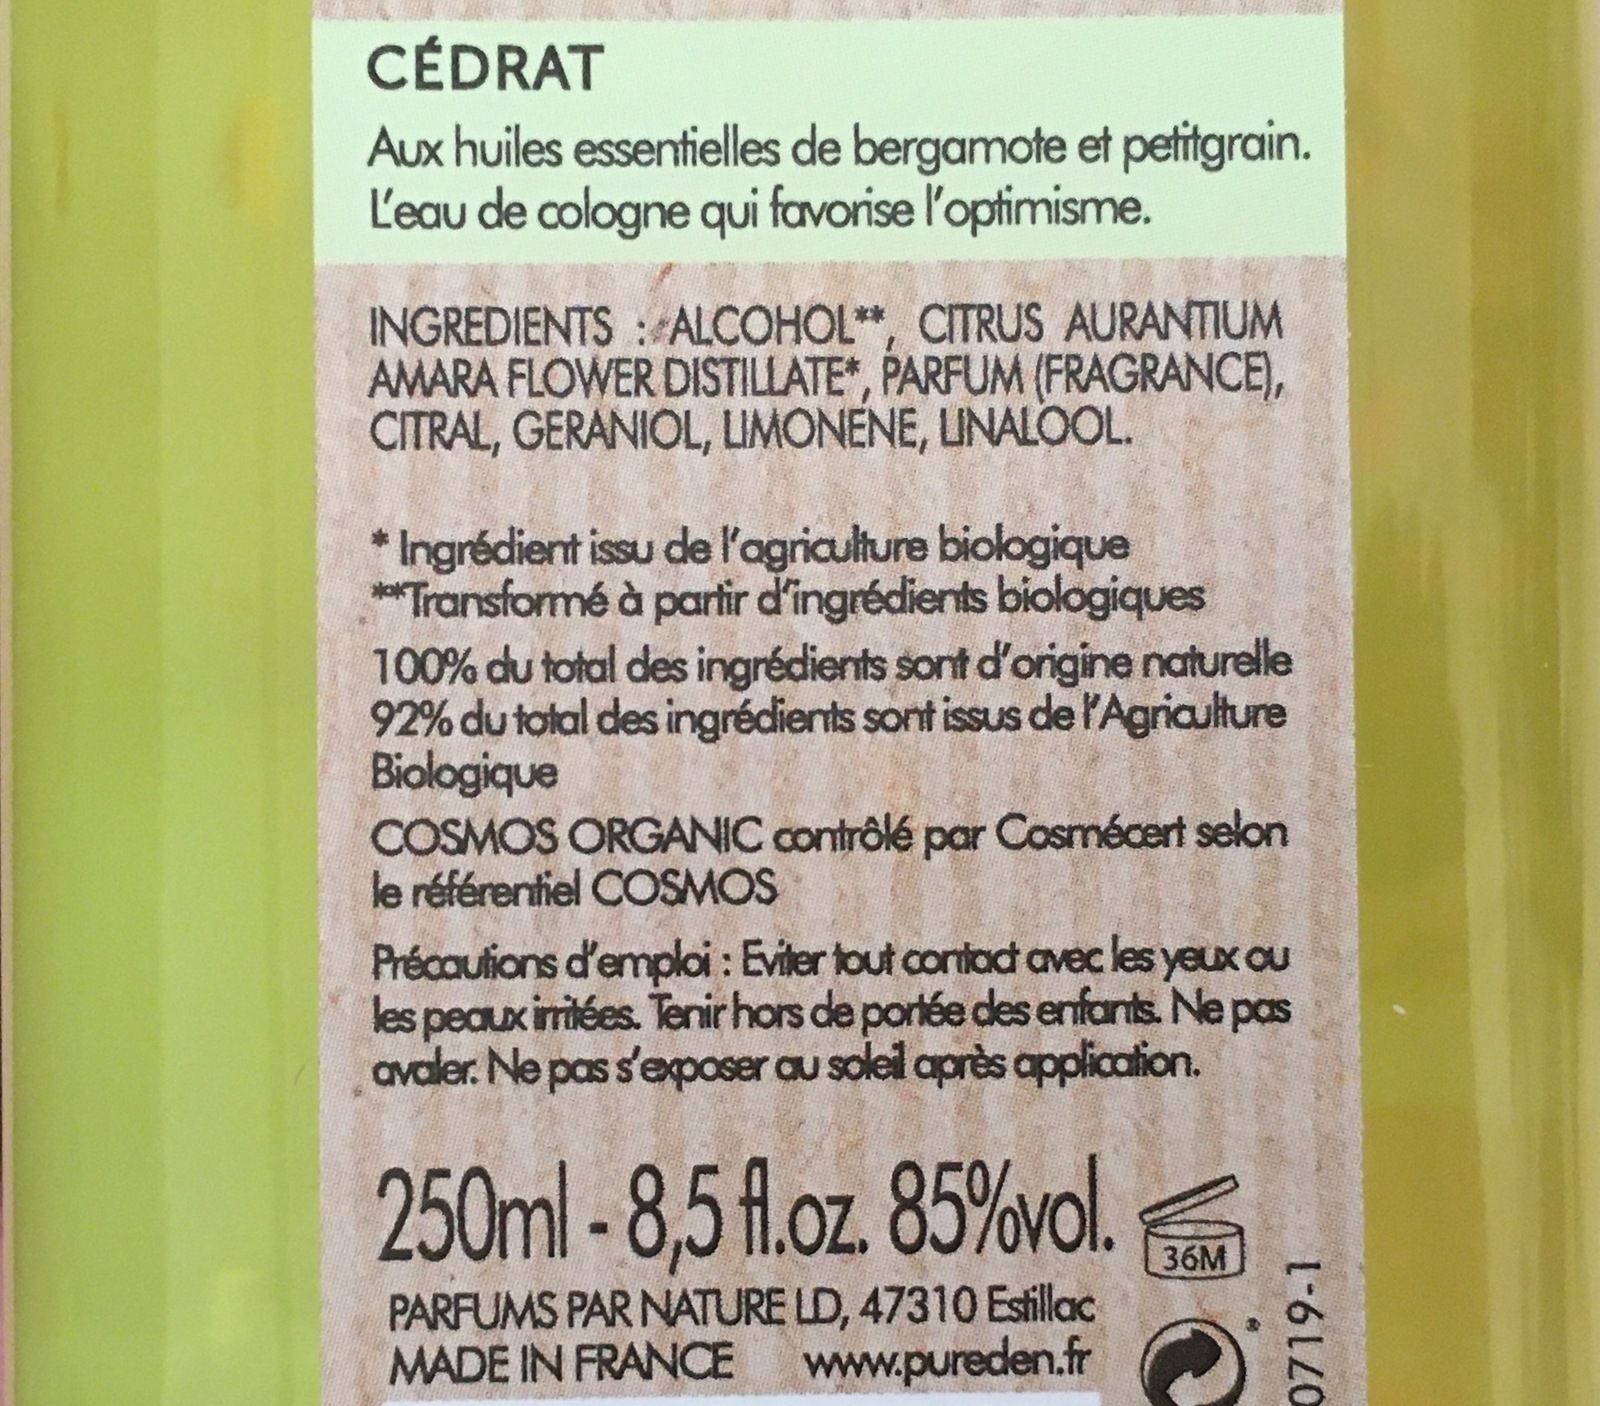 CÉDRAT
Aux huiles essentielles de bergamote et petitgrain.
L'eau de cologne qui favorise l'optimisme.
INGREDIENTS : ALCOHOL**, CITRUS AURANTIUM
AMARA FLOWER DISTILLATE*, PARFUM (FRAGRANCE),
CITRAL, GERANIOL, LIMONENE, LINALOOL.
* Ingrédient issu de l'agriculture biologique
**Transformé à partir d'ingrédients biologiques
100% du total des ingrédients sont d'origine naturelle
92% du total des ingrédients sont issus de l'Agriculture
Biologique
COSMOS ORGANIC contrôlé par Cosmécert selon
le référentiel COSMOS
Précautions d'emploi : Eviter tout contact avec les yeux ou
les peaux irritées. Tenir hors de portée des enfants. Ne pas
avaler. Ne pas s'exposer au soleil après application.
250ml - 8,5 fl.oz. 85%vol.
36M
PARFUMS PAR NATURE LD, 47310 Estillac
MADE IN FRANCE www.pureden.fr
0719-1